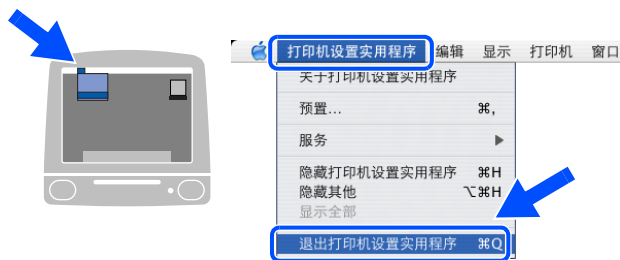 打印机设置实用程序 编辑 显示 打印机 窗口
关于打印机设置实用程序
预置... ⌘,
服务 ▶
隐藏打印机设置实用程序 ⌘H
隐藏其他 ⌥⌘H
显示全部
退出打印机设置实用程序 ⌘Q